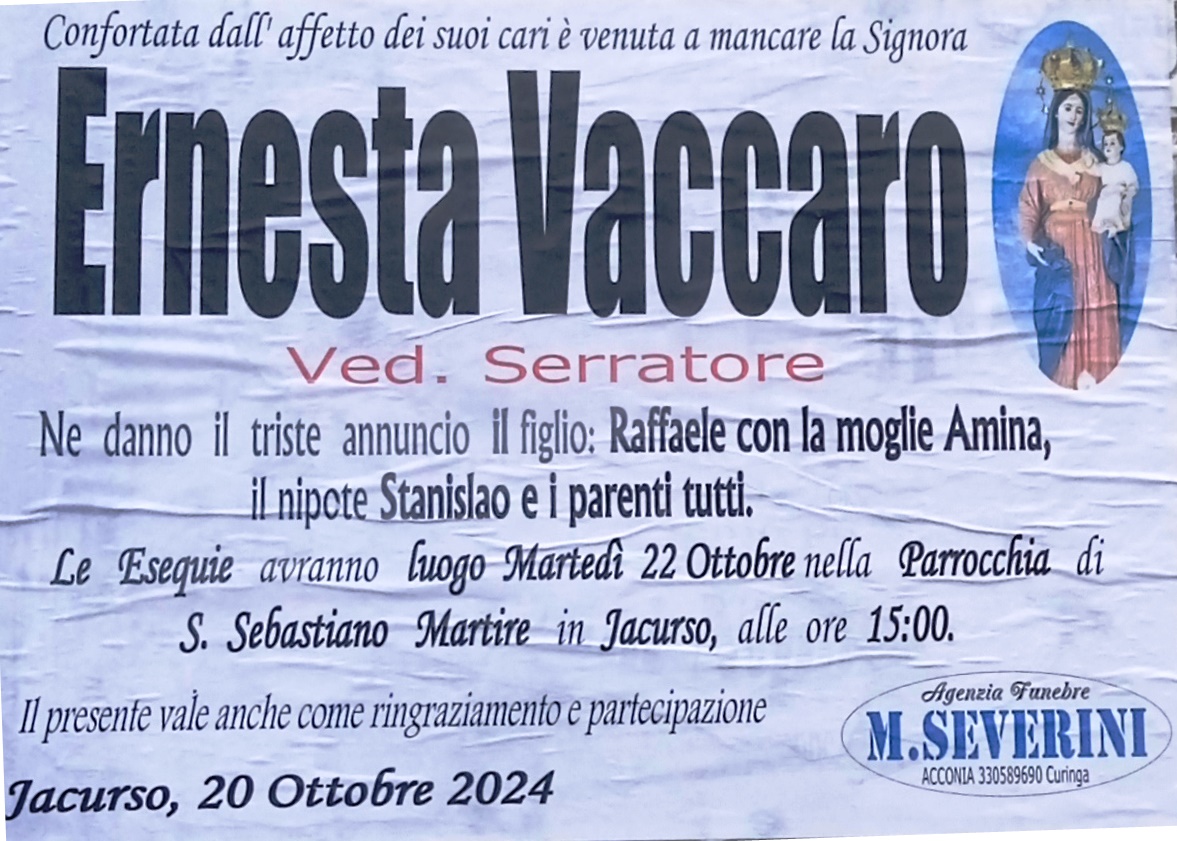 Confortata dall' affetto dei suoi cari è venuta a mancare la Signora
Ernesta Vaccaro
Ved. Serratore
Ne danno il triste annuncio il figlio: Raffaele con la moglie Amina,
il nipote Stanislao e i parenti tutti.
Le Esequie avranno luogo Martedì 22 Ottobre nella Parrocchia di
S. Sebastiano Martire in Jacurso, alle ore 15:00.
Il presente vale anche come ringraziamento e partecipazione
Jacurso, 20 Ottobre 2024
Agenzia Funebre
M.SEVERINI
ACCONIA 330589690 Curinga